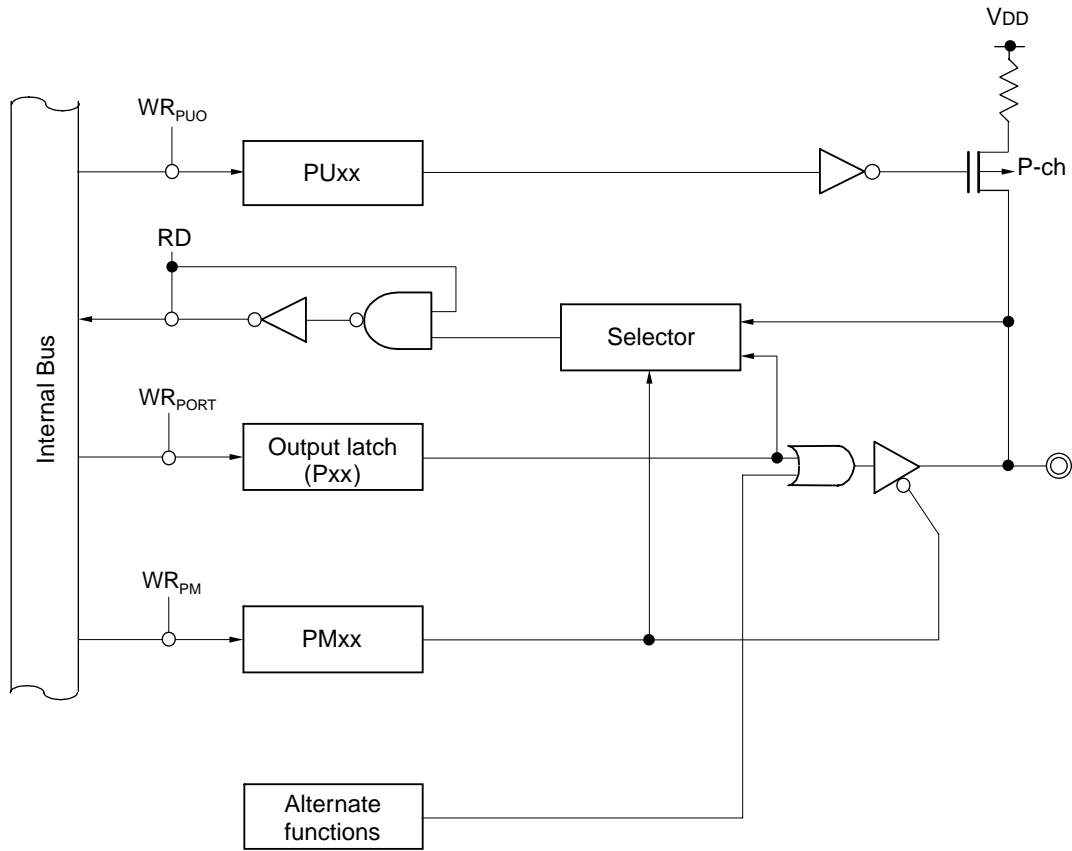 VDD
WRPUO
PUxx
P-ch
RD
Selector
Internal Bus
WRPORT
Output latch
(Pxx)
WRPM
PMxx
Alternate
functions